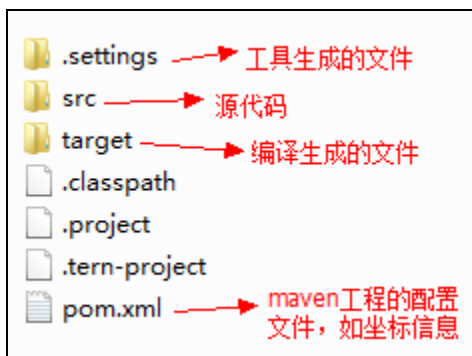 .settings 工具生成的文件
src 源代码
target 编译生成的文件
.classpath
.project
.tern-project
pom.xml maven工程的配置
文件，如坐标信息